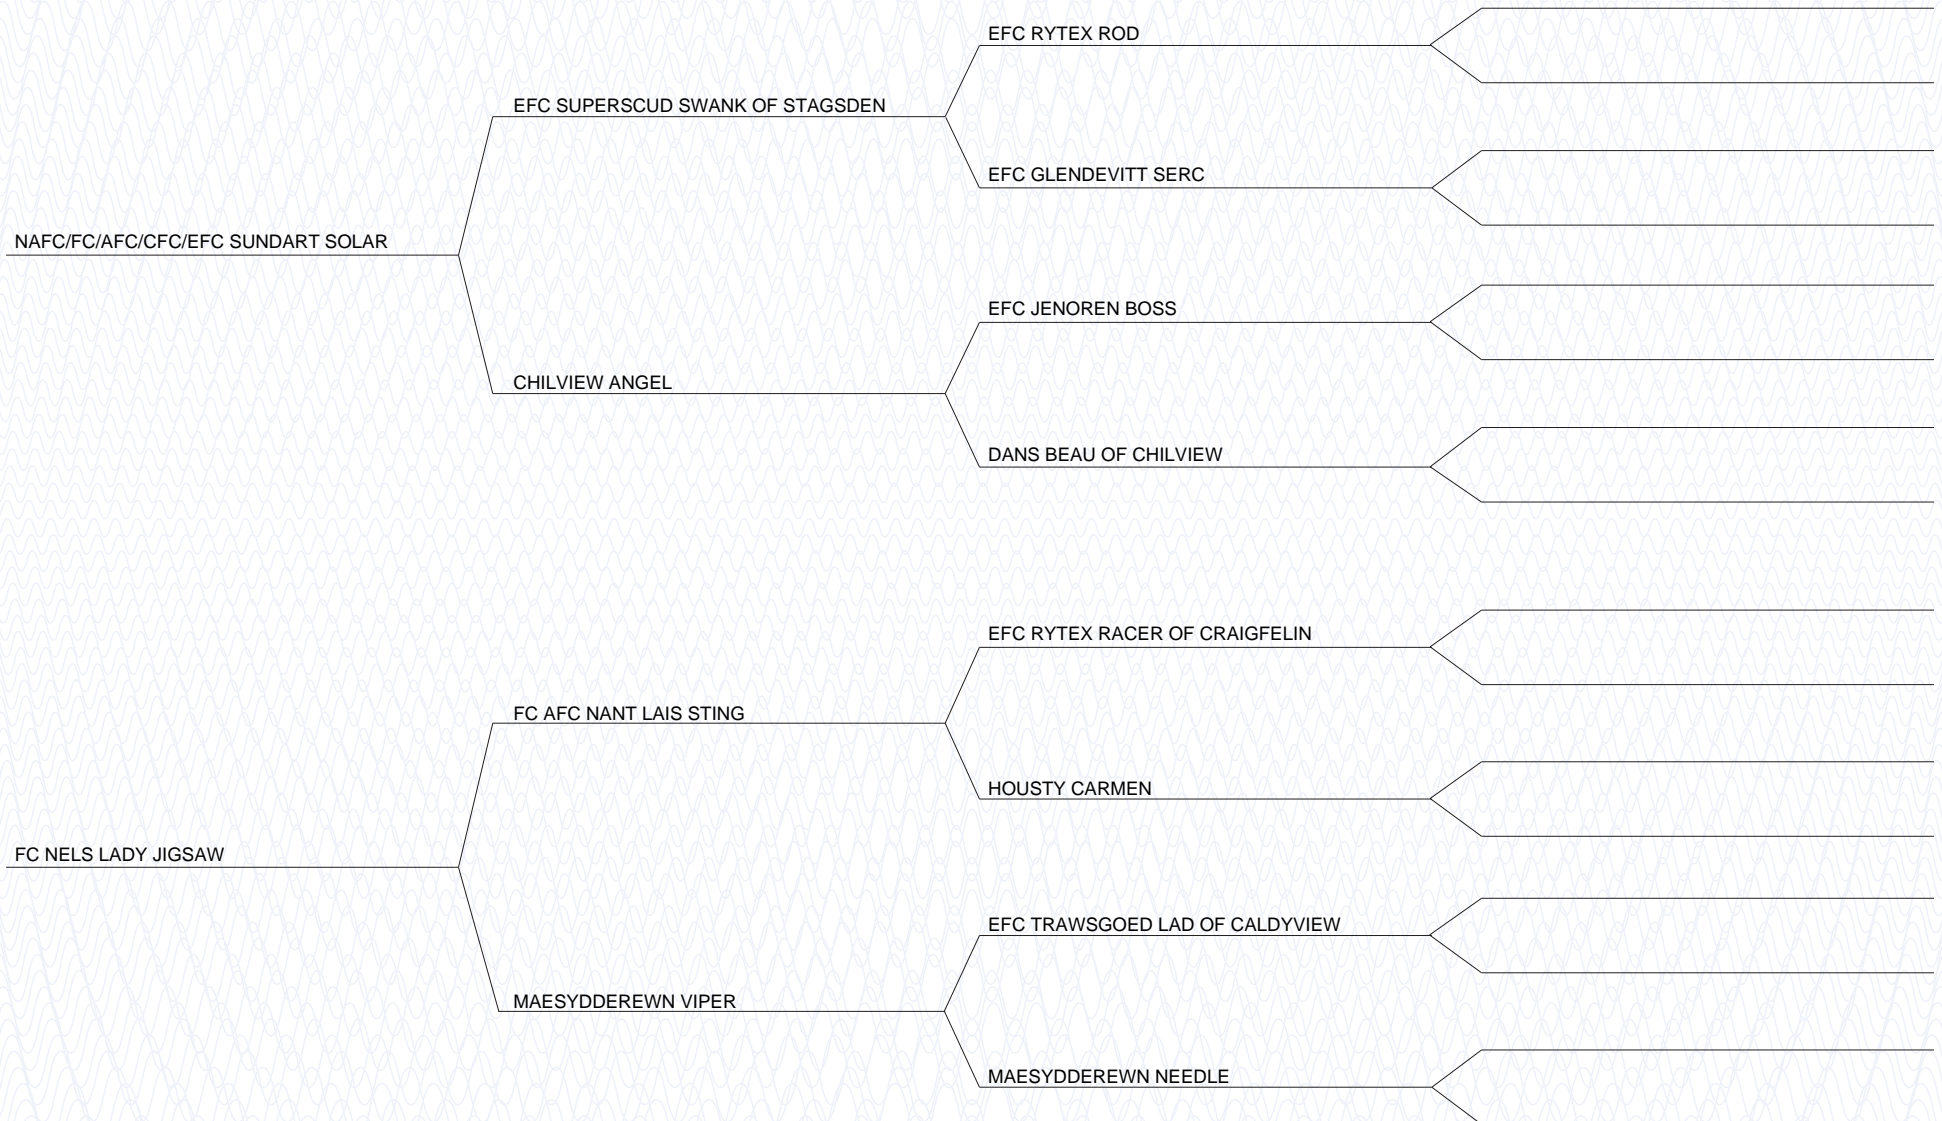 EFC RYTEX ROD
EFC SUPERSCUD SWANK OF STAGSDEN
EFC GLENDEVITT SERC
NAFC/FC/AFC/CFC/EFC SUNDART SOLAR
EFC JENOREN BOSS
CHILVIEW ANGEL
DANS BEAU OF CHILVIEW
EFC RYTEX RACER OF CRAIGFELIN
FC AFC NANT LAIS STING
HOUSTY CARMEN
FC NELS LADY JIGSAW
EFC TRAWSGOED LAD OF CALDYVIEW
MAESYDDEREWN VIPER
MAESYDDEREWN NEEDLE